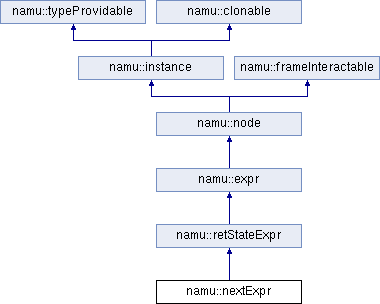 namu::typeProvidable namu::clonable
namu::instance namu::frameInteractable
namu::node
namu::expr
namu::retStateExpr
namu::nextExpr